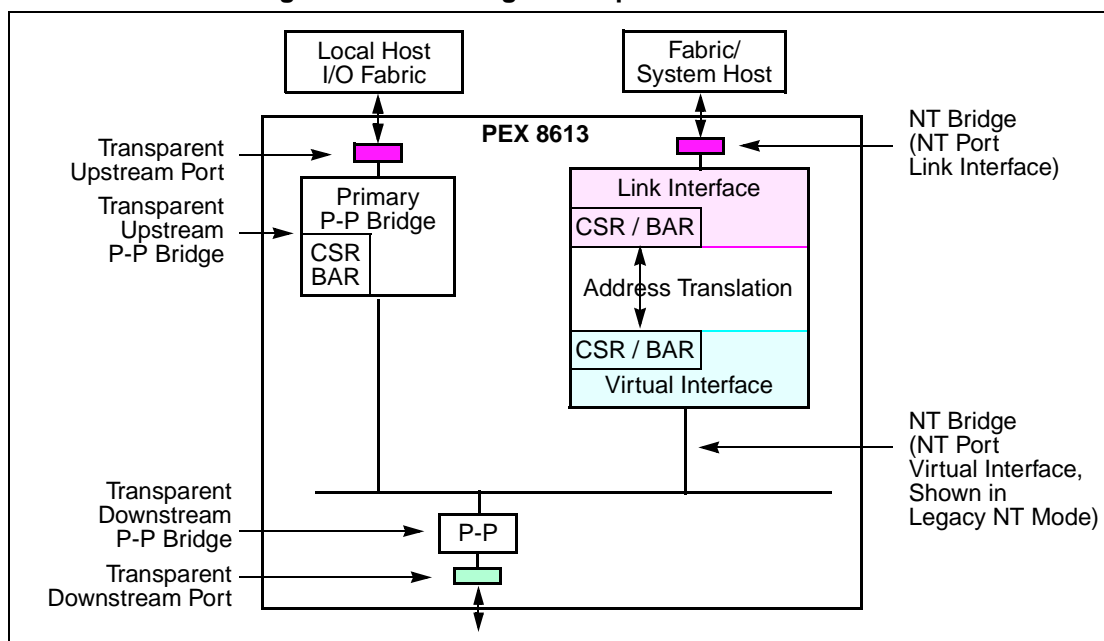 Local Host
I/O Fabric
Fabric/
System Host
PEX 8613
Transparent
Upstream Port
NT Bridge
(NT Port
Link Interface)
Transparent
Upstream
P-P Bridge
Primary
P-P Bridge
CSR
BAR
Link Interface
CSR / BAR
Address Translation
CSR / BAR
Virtual Interface
NT Bridge
(NT Port
Virtual Interface,
Shown in
Legacy NT Mode)
Transparent
Downstream
P-P Bridge
P-P
Transparent
Downstream Port